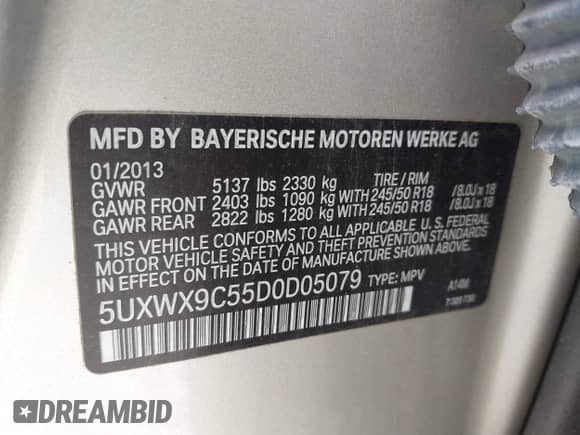 MFD BY BAYERISCHE MOTOREN WERKE AG
01/2013 TIRE / RIM
GVWR 5137 lbs 2330 kg
GAWR FRONT 2403 lbs 1090 kg WITH 245/50 R18 /8.0J x 18
GAWR REAR 2822 lbs 1280 kg WITH 245/50 R18 /8.0J x 18
THIS VEHICLE CONFORMS TO ALL APPLICABLE U. S. FEDERAL
MOTOR VEHICLE SAFETY AND THEFT PREVENTION STANDARDS
IN EFFECT ON THE DATE OF MANUFACTURE SHOWN ABOVE.
5UXWX9C55D0D05079 TYPE: MPV
DREAMBID